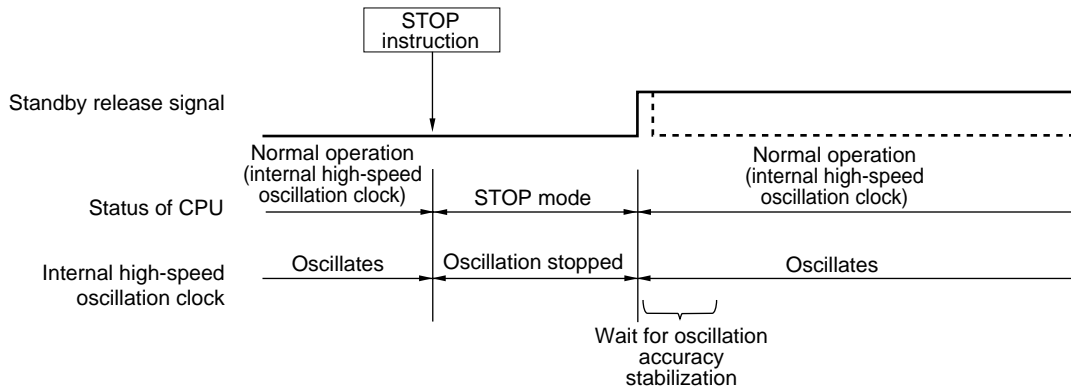 STOP
instruction
Standby release signal
Normal operation
(internal high-speed
oscillation clock)
Normal operation
(internal high-speed
oscillation clock)
Status of CPU
STOP mode
Internal high-speed
oscillation clock
Oscillates
Oscillation stopped
Oscillates
Wait for oscillation
accuracy
stabilization